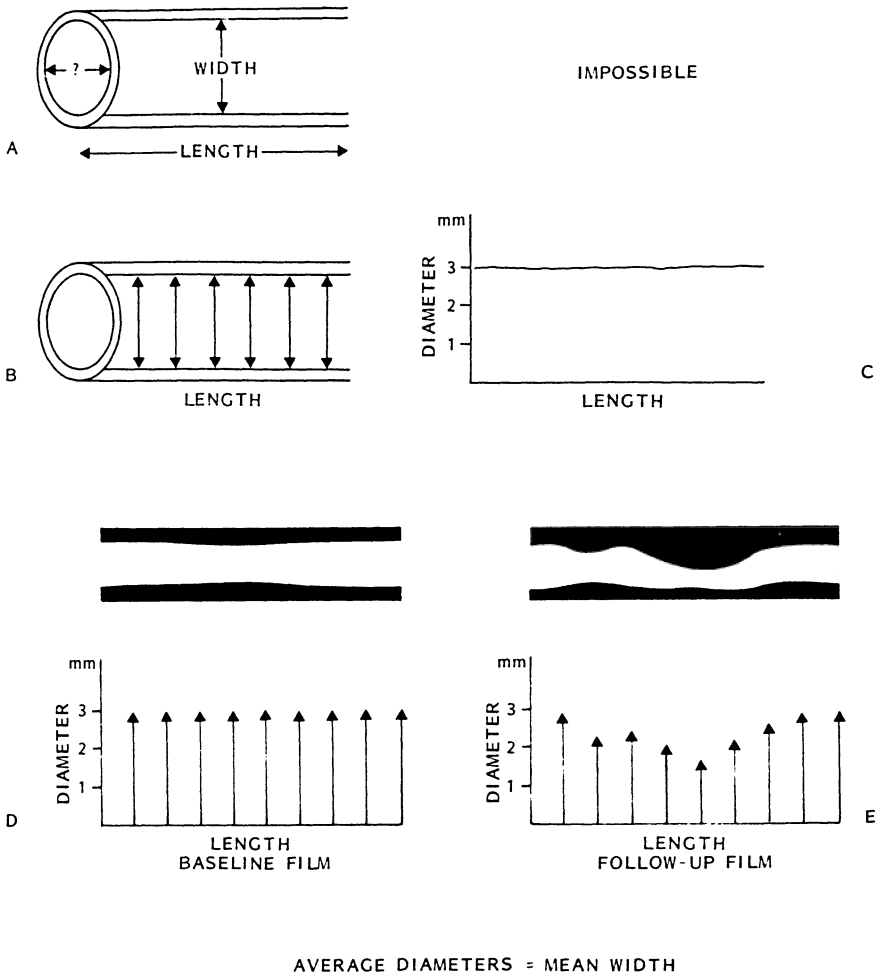 ?
WIDTH
IMPOSSIBLE
A
LENGTH
B
LENGTH
mm
DIAMETER
3
2
1
LENGTH
C
mm
DIAMETER
3
2
1
D
LENGTH
BASELINE FILM
mm
DIAMETER
3
2
1
E
LENGTH
FOLLOW-UP FILM
AVERAGE DIAMETERS = MEAN WIDTH